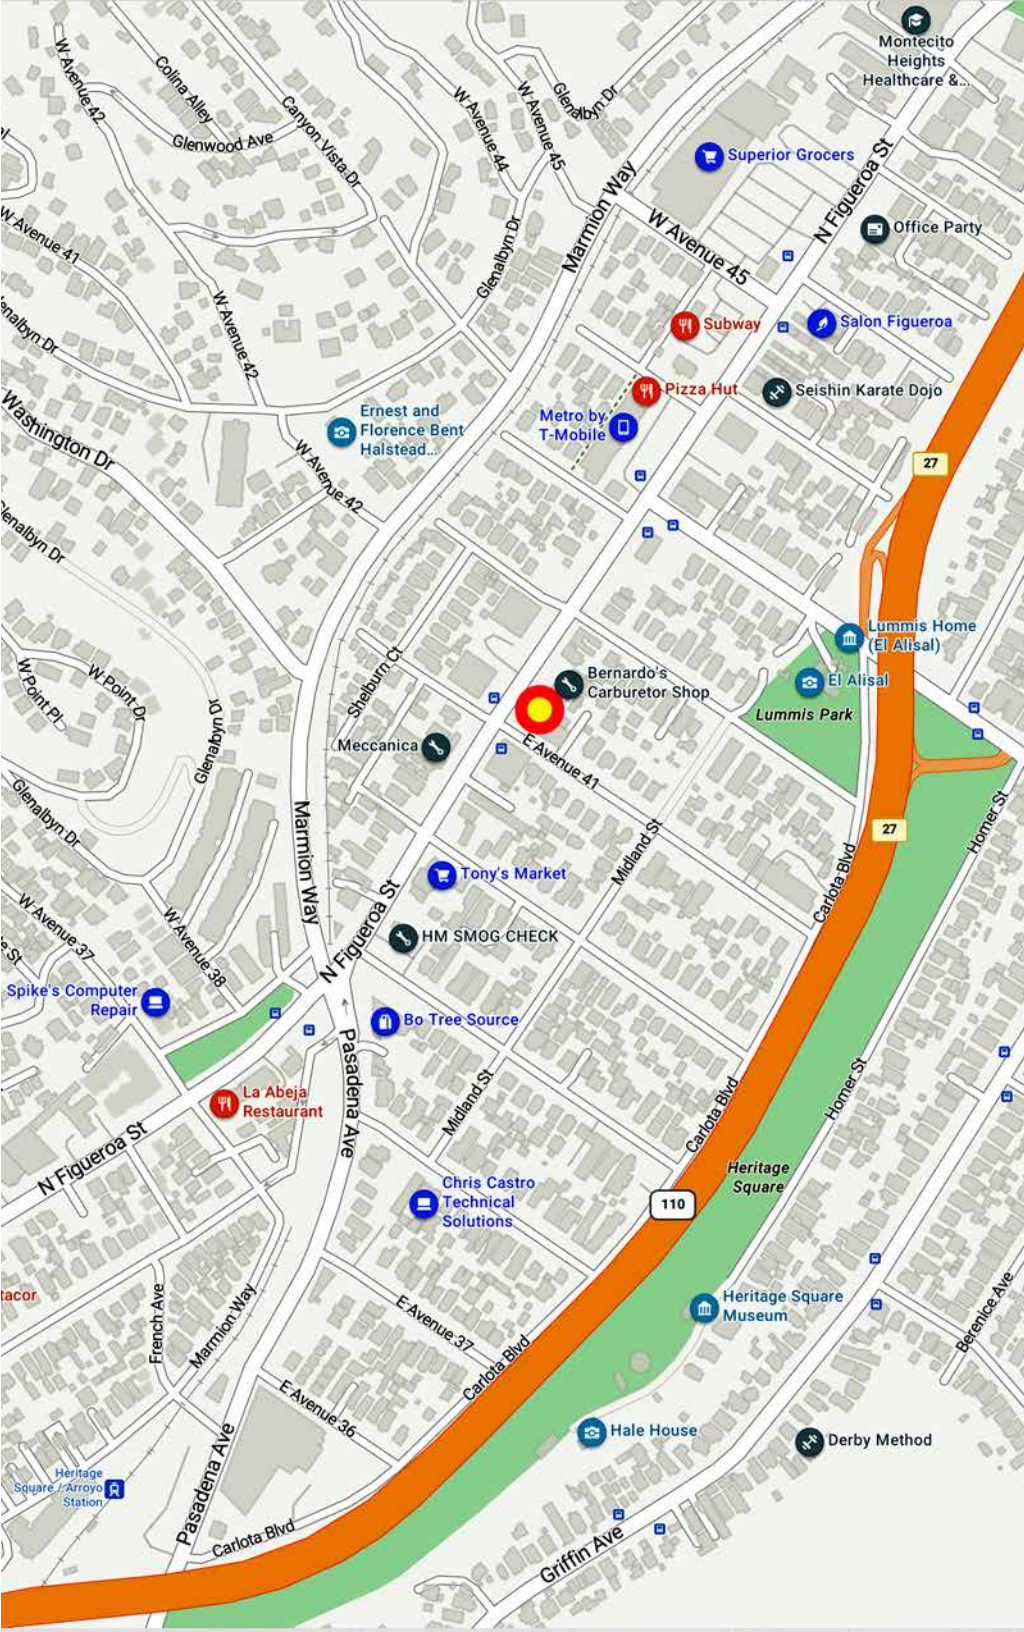 Montecito
Heights
Healthcare &...
W Avenue 42
Colina Alley
Glenwood Ave
Canyon Vista Dr
W Avenue 44
W Avenue 45
Glenalbyn Dr
Marmion Way
Superior Grocers
N Figueroa St
Office Party
W Avenue 45
W Avenue 41
Glenalbyn Dr
W Avenue 42
enalbyn Dr
Subway
Salon Figueroa
Pizza Hut
Seishin Karate Dojo
Metro by
T-Mobile
Ernest and
Florence Bent
Halstead...
Washington Dr
W Avenue 42
27
Glenalbyn Dr
Lummis Home
(El Alisal)
El Alisal
Lummis Park
Bernardo's
Carburetor Shop
Shelburn Ct
W Point Pl
W Point Dr
Glenalbyn Dr
Meccanica
E Avenue 41
Glenalbyn Dr
Marmion Way
27
Homer St
Midland St
Carlota Blvd
Tony's Market
N Figueroa St
HM SMOG CHECK
W Avenue 37
W Avenue 38
e St
Spike's Computer
Repair
Bo Tree Source
Pasadena Ave
Midland St
Homer St
Carlota Blvd
La Abeja
Restaurant
N Figueroa St
Heritage
Square
Chris Castro
Technical
Solutions
110
tacor
French Ave
Marmion Way
E Avenue 37
Heritage Square
Museum
Berenice Ave
Carlota Blvd
E Avenue 36
Hale House
Derby Method
Pasadena Ave
Heritage
Square / Arroyo
Station
Carlota Blvd
Griffin Ave